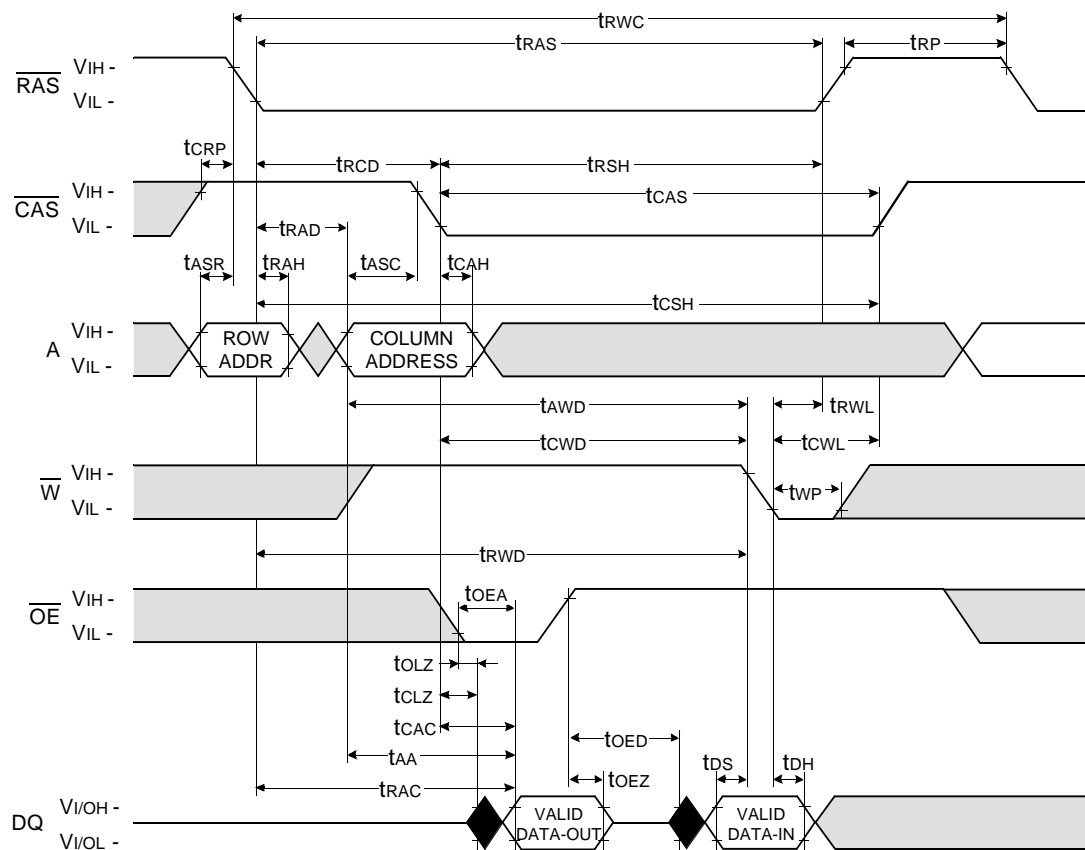 tRWC
tRAS
tRP
RAS
VIH -
VIL -
tCRP
tRCD
tRSH
CAS
VIH -
VIL -
tCAS
tRAD
tASR
tRAH
tASC
tCAH
tCSH
A
VIH -
VIL -
ROW
ADDR
COLUMN
ADDRESS
tAWD
tRWL
tCWD
tCWL
W
VIH -
VIL -
tWP
tRWD
OE
VIH -
VIL -
tOEA
tOLZ
tCLZ
tCAC
tOED
tAA
tOEZ
tDS
tDH
tRAC
DQ
VI/OH -
VI/OL -
VALID
DATA-OUT
VALID
DATA-IN